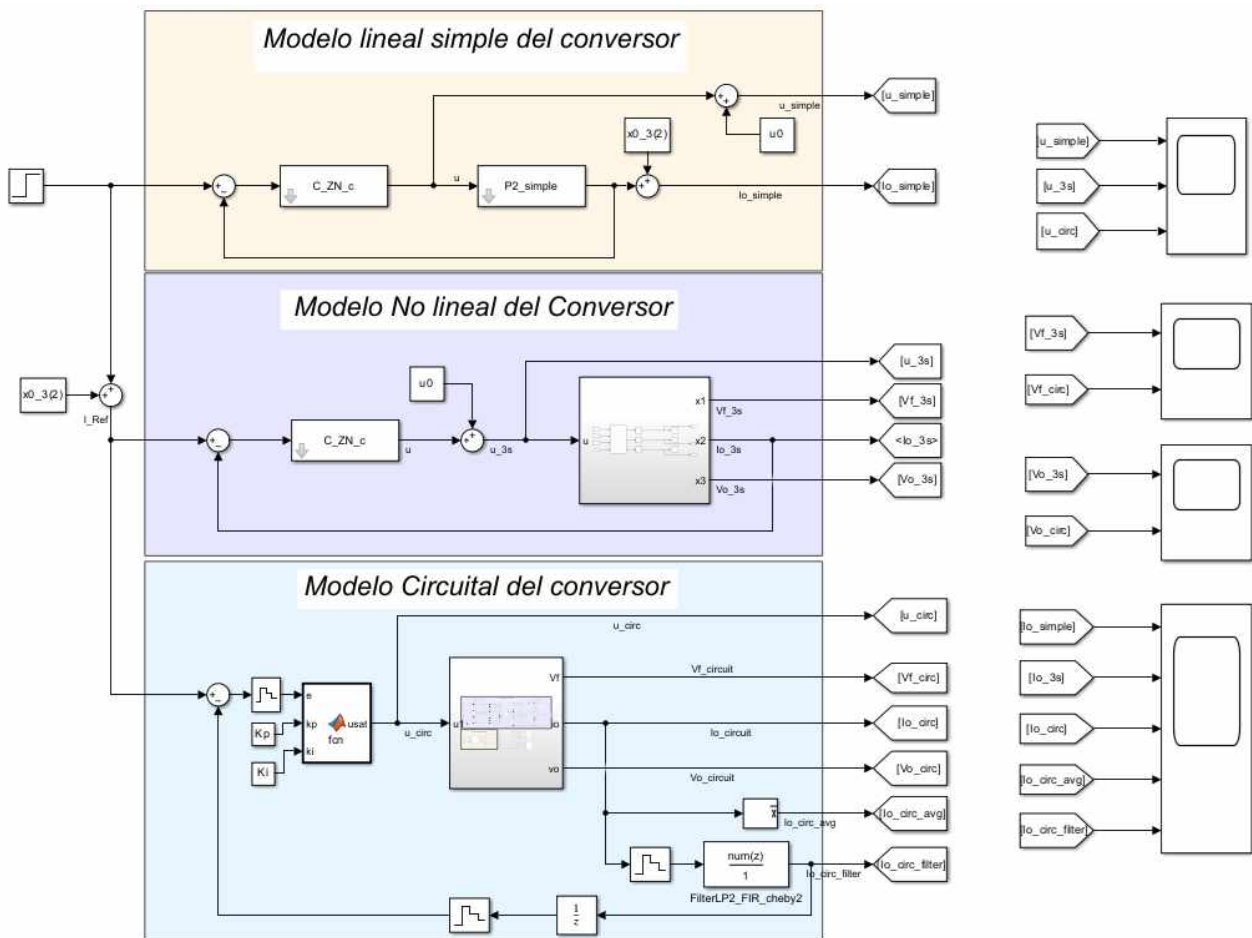 Modelo lineal simple del conversor
[u_simple]
u_simple
x0_3(2)
u0
C_ZN_c
u
P2_simple
Io_simple
[Io_simple]
[u_simple]
[u_3s]
[u_circ]
Modelo No lineal del Conversor
x0_3(2)
I_Ref
u0
C_ZN_c
u
u_3s
u
x1
x2
x3
Vf_3s
Io_3s
Vo_3s
[u_3s]
[Vf_3s]
<Io_3s>
[Vo_3s]
[Vf_3s]
[Vf_circ]
[Vo_3s]
[Vo_circ]
Modelo Circuital del conversor
u_circ
[u_circ]
e
kp
ki
fcn
usat
Kp
Ki
u_circ
u1
Vf
io
vo
Vf_circuit
Io_circuit
Vo_circuit
[Vf_circ]
[Io_circ]
[Vo_circ]
Io_circ_avg
[Io_circ_avg]
num(z)
1
FilterLP2_FIR_cheby2
Io_circ_filter
[Io_circ_filter]
1
z
[Io_simple]
[Io_3s]
[Io_circ]
[Io_circ_avg]
[Io_circ_filter]